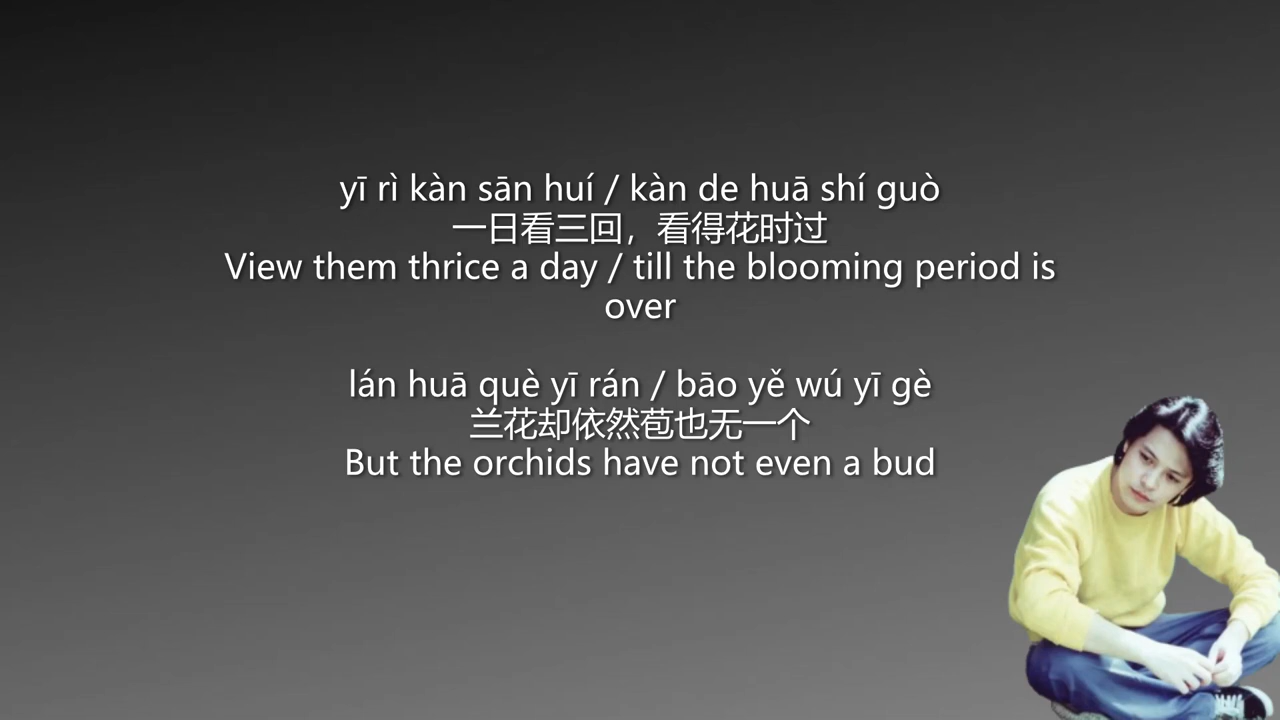 yī rì kàn sān huí / kàn de huā shí guò
一日看三回，看得花时过
View them thrice a day / till the blooming period is
over
lán huā què yī rán / bāo yě wú yī gè
兰花却依然苞也无一个
But the orchids have not even a bud